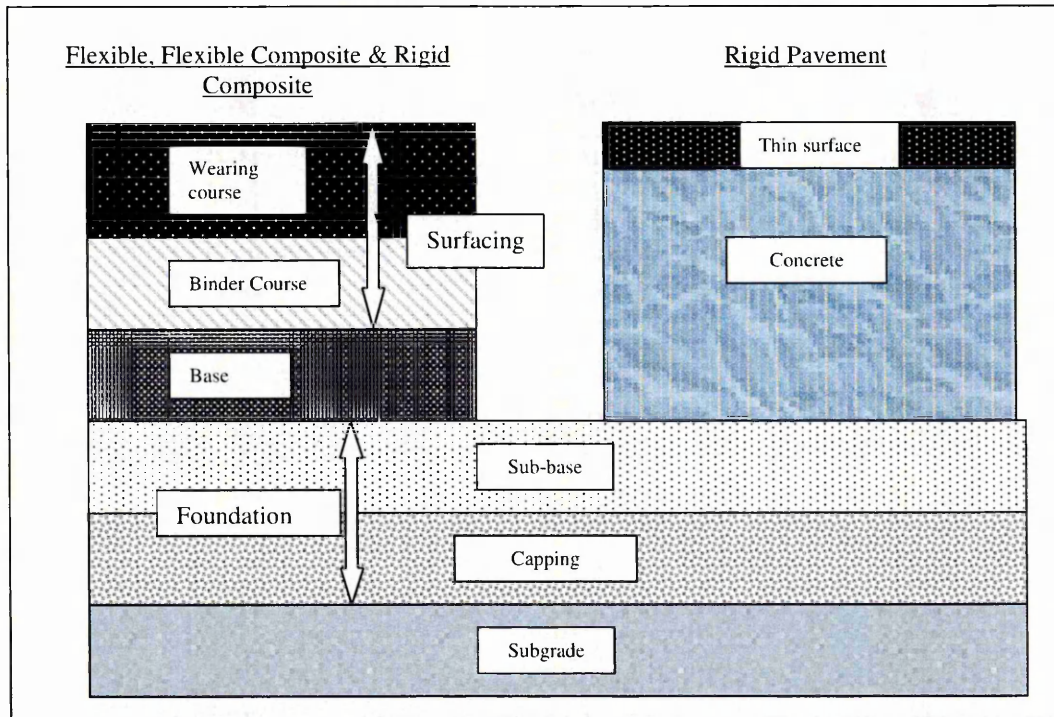 Flexible, Flexible Composite & Rigid
Composite
Rigid Pavement
Wearing
course
Thin surface
Surfacing
Concrete
Binder Course
Base
Sub-base
Foundation
Capping
Subgrade